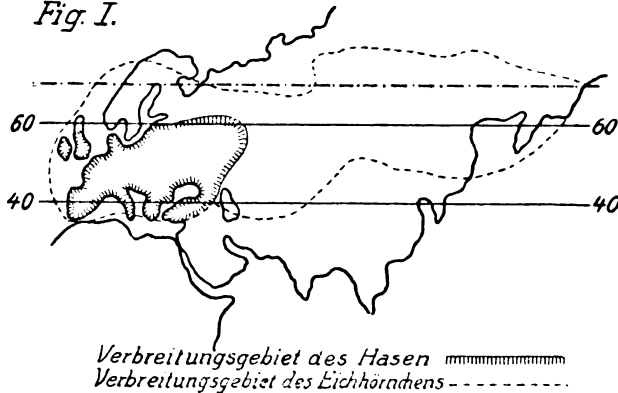 Fig. I.
60 60
40 40
Verbreitungsgebiet des Hasen
Verbreitungsgebiet des Eichhörnchens